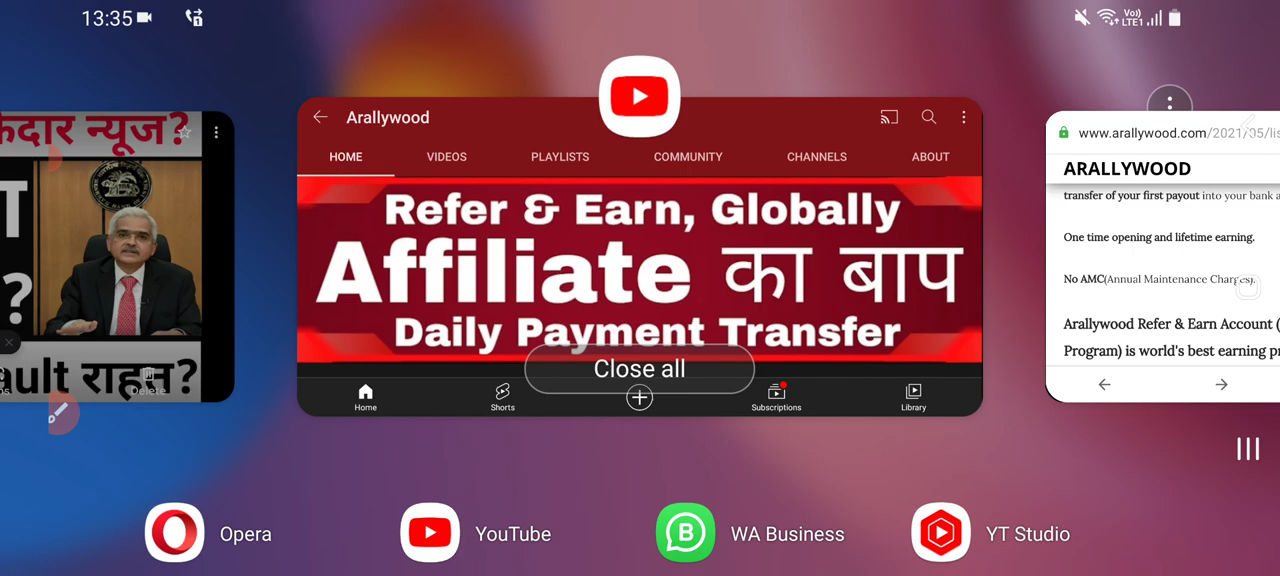 13:35
Vo))
LTE1
न्यूज?
?
राहत?
Delete
Arallywood
HOME VIDEOS PLAYLISTS COMMUNITY CHANNELS ABOUT
Refer & Earn, Globally
Affiliate का बाप
Daily Payment Transfer
Close all
Home Shorts Subscriptions Library
www.arallywood.com/2021/05/lis
ARALLYWOOD
transfer of your first payout into your bank a
One time opening and lifetime earning.
No AMC(Annual Maintenance Charges).
Arallywood Refer & Earn Account (
Program) is world's best earning pr
Opera YouTube WA Business YT Studio